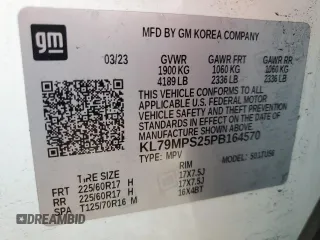 gm
MFD BY GM KOREA COMPANY
03/23 GVWR GAWR FRT GAWR RR
1900 KG 1060 KG 1060 KG
4189 LB 2336 LB 2336 LB
THIS VEHICLE CONFORMS TO ALL
APPLICABLE U.S. FEDERAL MOTOR
VEHICLE SAFETY AND THEFT
PREVENTION STANDARDS IN EFFECT
ON THE DATE OF MANUFACTURE
SHOWN ABOVE.
KL79MPS25PB164570
TYPE: MPV MODEL:
TIRE SIZE RIM
FRT 225/60R17 H 17X7.5J
RR 225/60R17 H 17X7.5J
SPA T125/70R16 M 16X4BT
DREAMBID